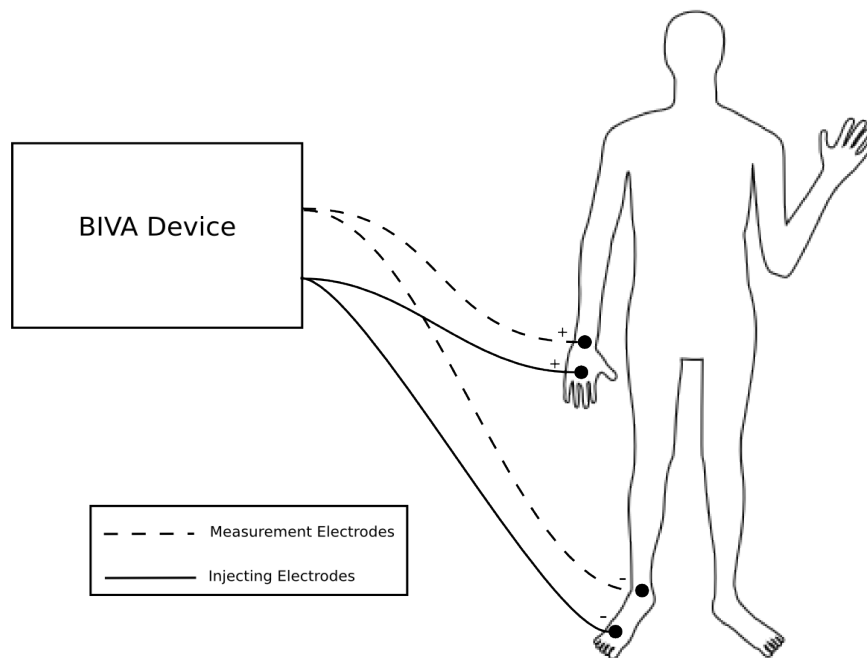 BIVA Device
+
+
Measurement Electrodes
Injecting Electrodes
-
-